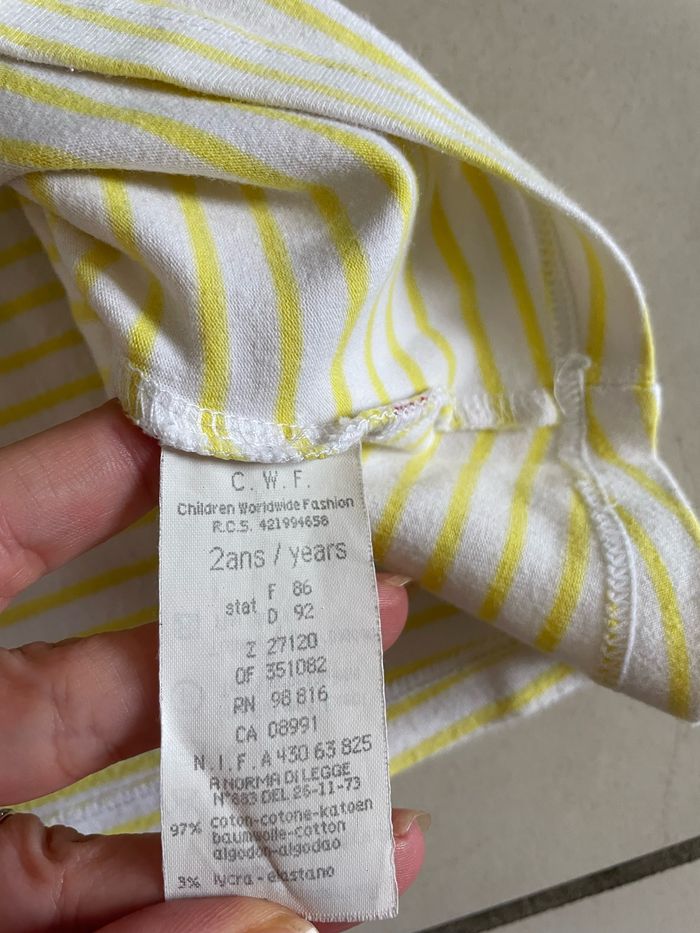 C. W. F.
Children Worldwide Fashion
R.C.S. 421994658
2ans / years
stat F 86
D 92
Z 27120
OF 351082
RN 98 816
CA 08991
N.I.F. A 430 63 825
A NORMA DI LEGGE
N°883 DEL 26-11-73
97% coton-cotone-katoen
baumwolle-cotton
algodon-algodao
3% lycra-elastano